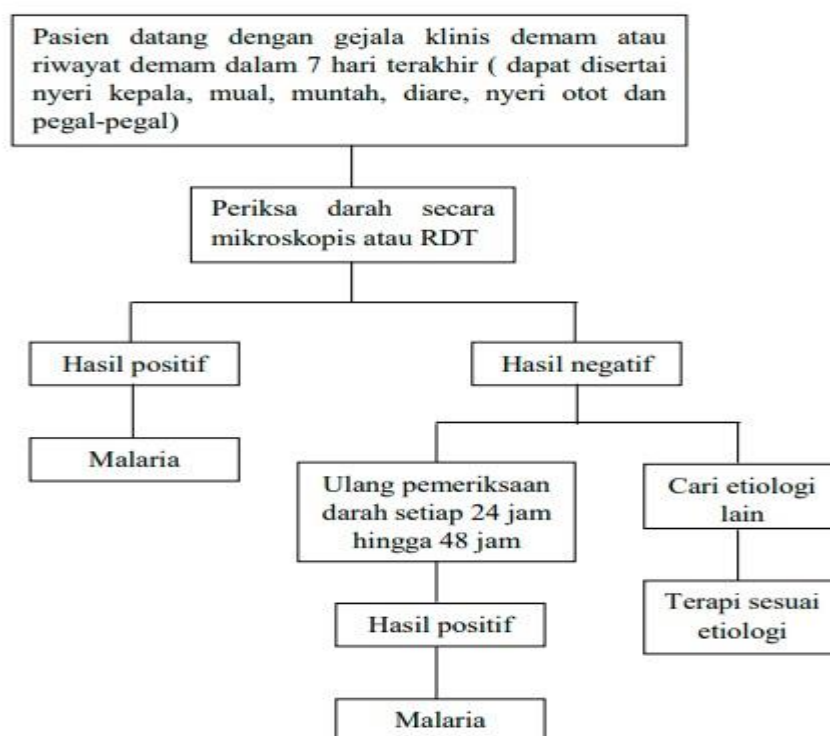 Pasien datang dengan gejala klinis demam atau
riwayat demam dalam 7 hari terakhir ( dapat disertai
nyeri kepala, mual, muntah, diare, nyeri otot dan
pegal-pegal)
Periksa darah secara
mikroskopis atau RDT
Hasil positif
Hasil negatif
Malaria
Ulang pemeriksaan
darah setiap 24 jam
hingga 48 jam
Cari etiologi
lain
Hasil positif
Terapi sesuai
etiologi
Malaria